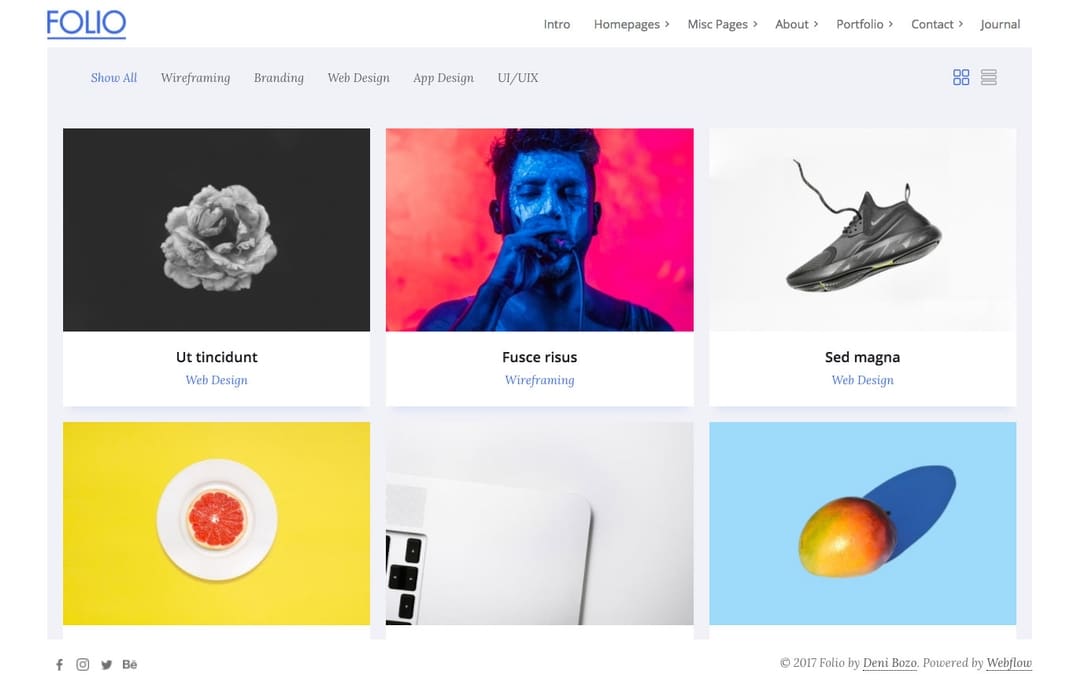 FOLIO
Intro Homepages Misc Pages About Portfolio Contact Journal
Show All Wireframing Branding Web Design App Design UI/UIX
Ut tincidunt
Web Design
Fusce risus
Wireframing
Sed magna
Web Design
Bē
© 2017 Folio by Deni Bozo. Powered by Webflow